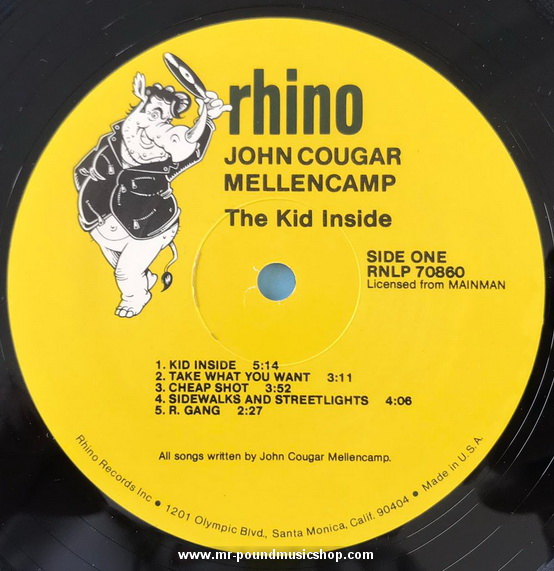 rhino
JOHN COUGAR
MELLENCAMP
The Kid Inside
SIDE ONE
RNLP 70860
Licensed from MAINMAN
1. KID INSIDE 5:14
2. TAKE WHAT YOU WANT 3:11
3. CHEAP SHOT 3:52
4. SIDEWALKS AND STREETLIGHTS 4:06
5. R. GANG 2:27
All songs written by John Cougar Mellencamp.
Rhino Records Inc • 1201 Olympic Blvd., Santa Monica, Calif. 90404 • Made in U.S.A.
www.mr-poundmusicshop.com